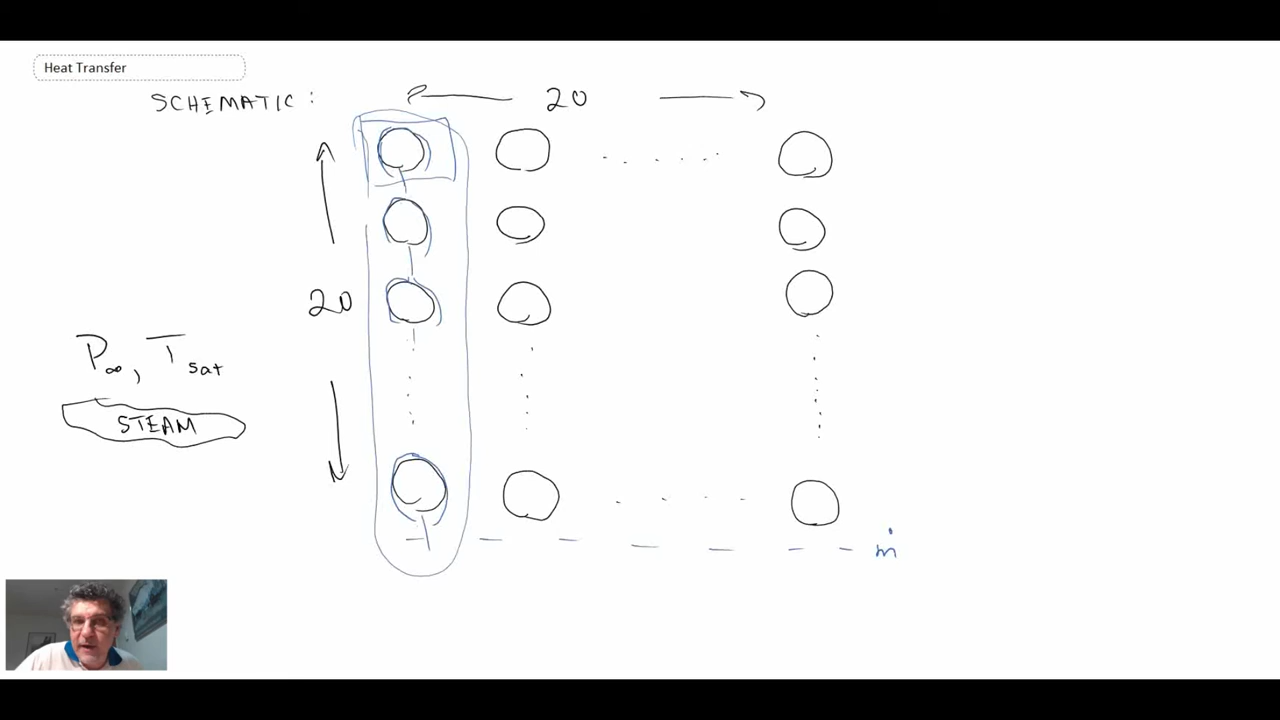 Heat Transfer
SCHEMATIC :
20
20
P∞, Tsat
STEAM
ṁ